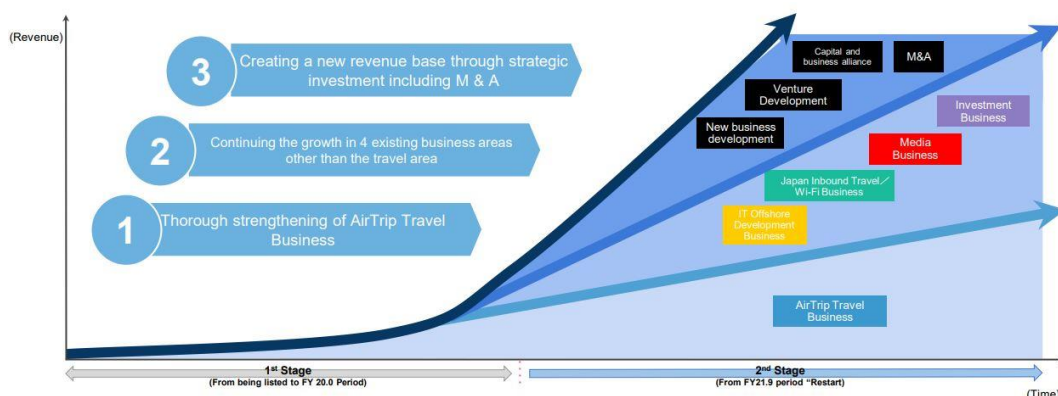 (Revenue)
3
Creating a new revenue base through strategic
investment including M & A
2
Continuing the growth in 4 existing business areas
other than the travel area
1
Thorough strengthening of AirTrip Travel
Business
Capital and
business alliance
M&A
Venture
Development
New business
development
Investment
Business
Media
Business
Japan Inbound Travel／
Wi-Fi Business
IT Offshore
Development
Business
AirTrip Travel
Business
1st Stage
(From being listed to FY 20.0 Period)
2nd Stage
(From FY21.9 period “Restart)
(Time)